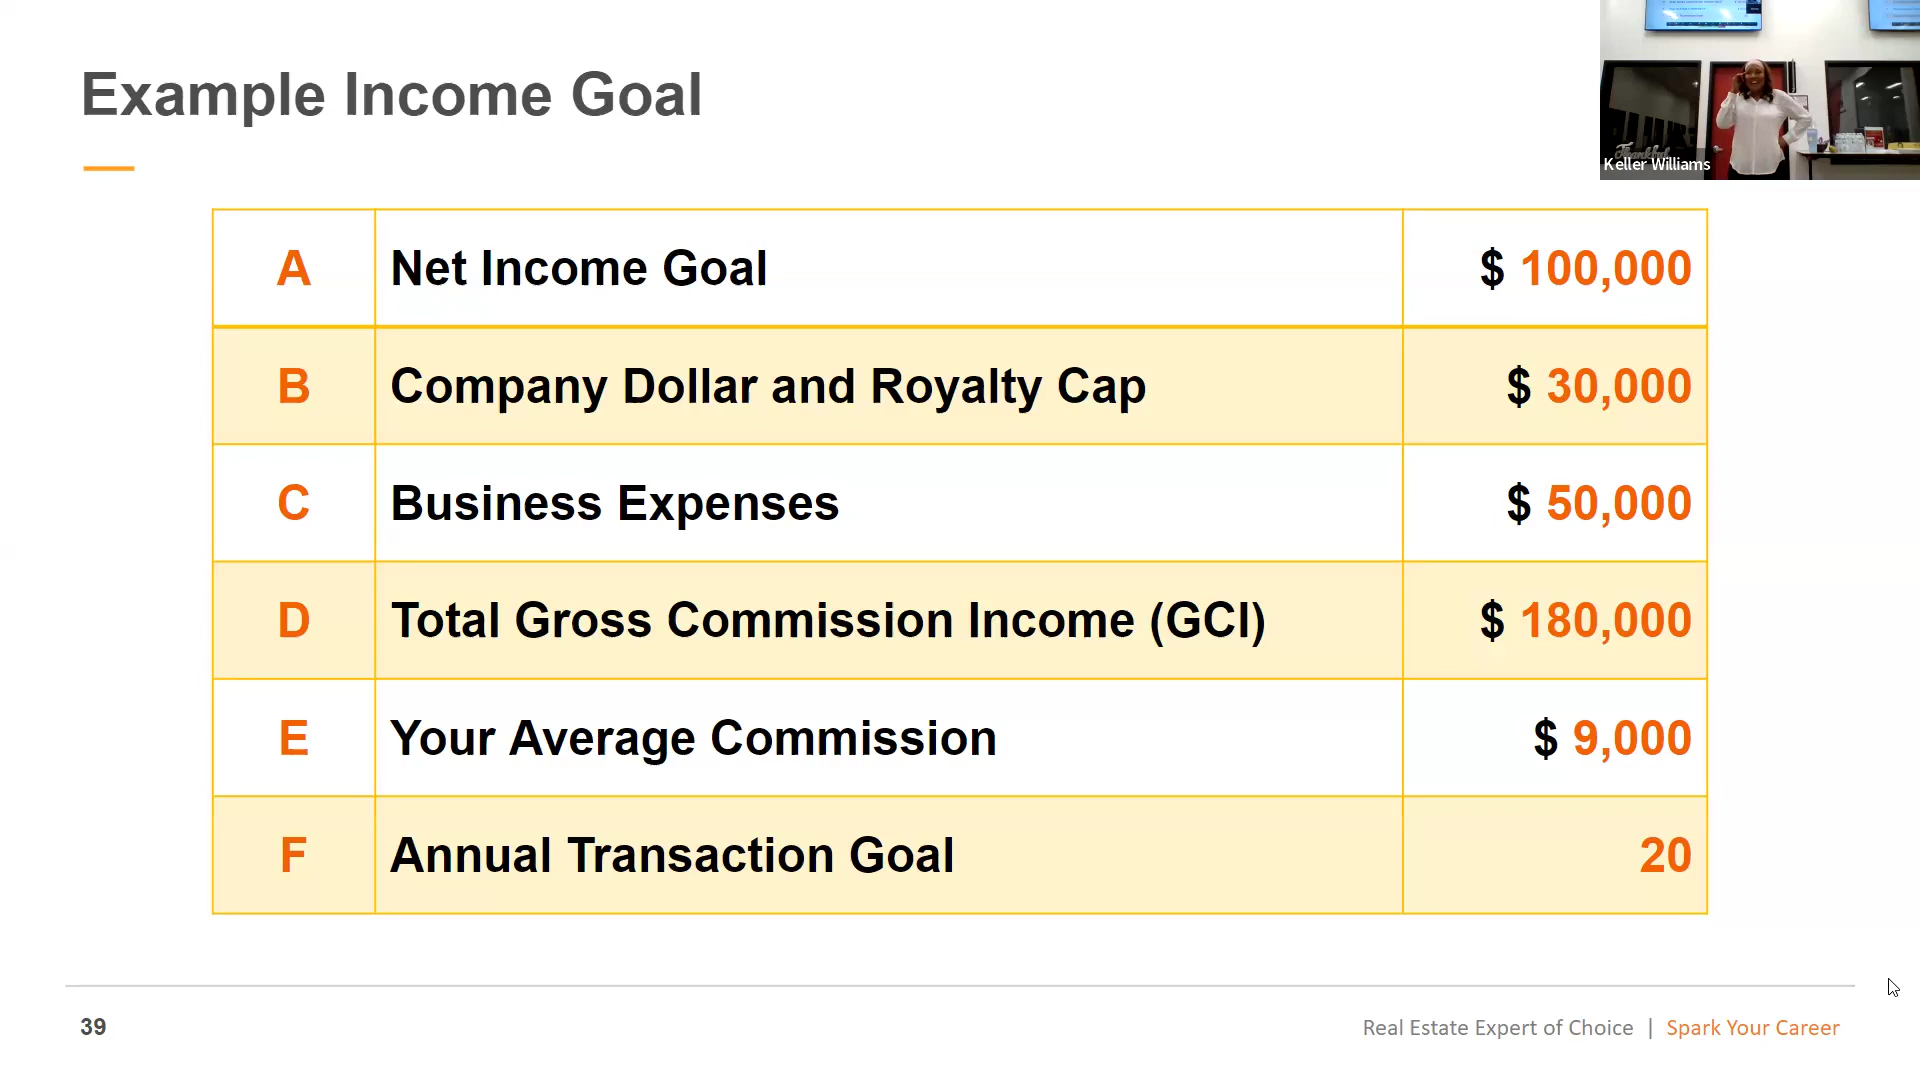 Example Income Goal
Thankful
Keller Williams
A Net Income Goal $ 100,000
B Company Dollar and Royalty Cap $ 30,000
C Business Expenses $ 50,000
D Total Gross Commission Income (GCI) $ 180,000
E Your Average Commission $ 9,000
F Annual Transaction Goal 20
39
Real Estate Expert of Choice | Spark Your Career